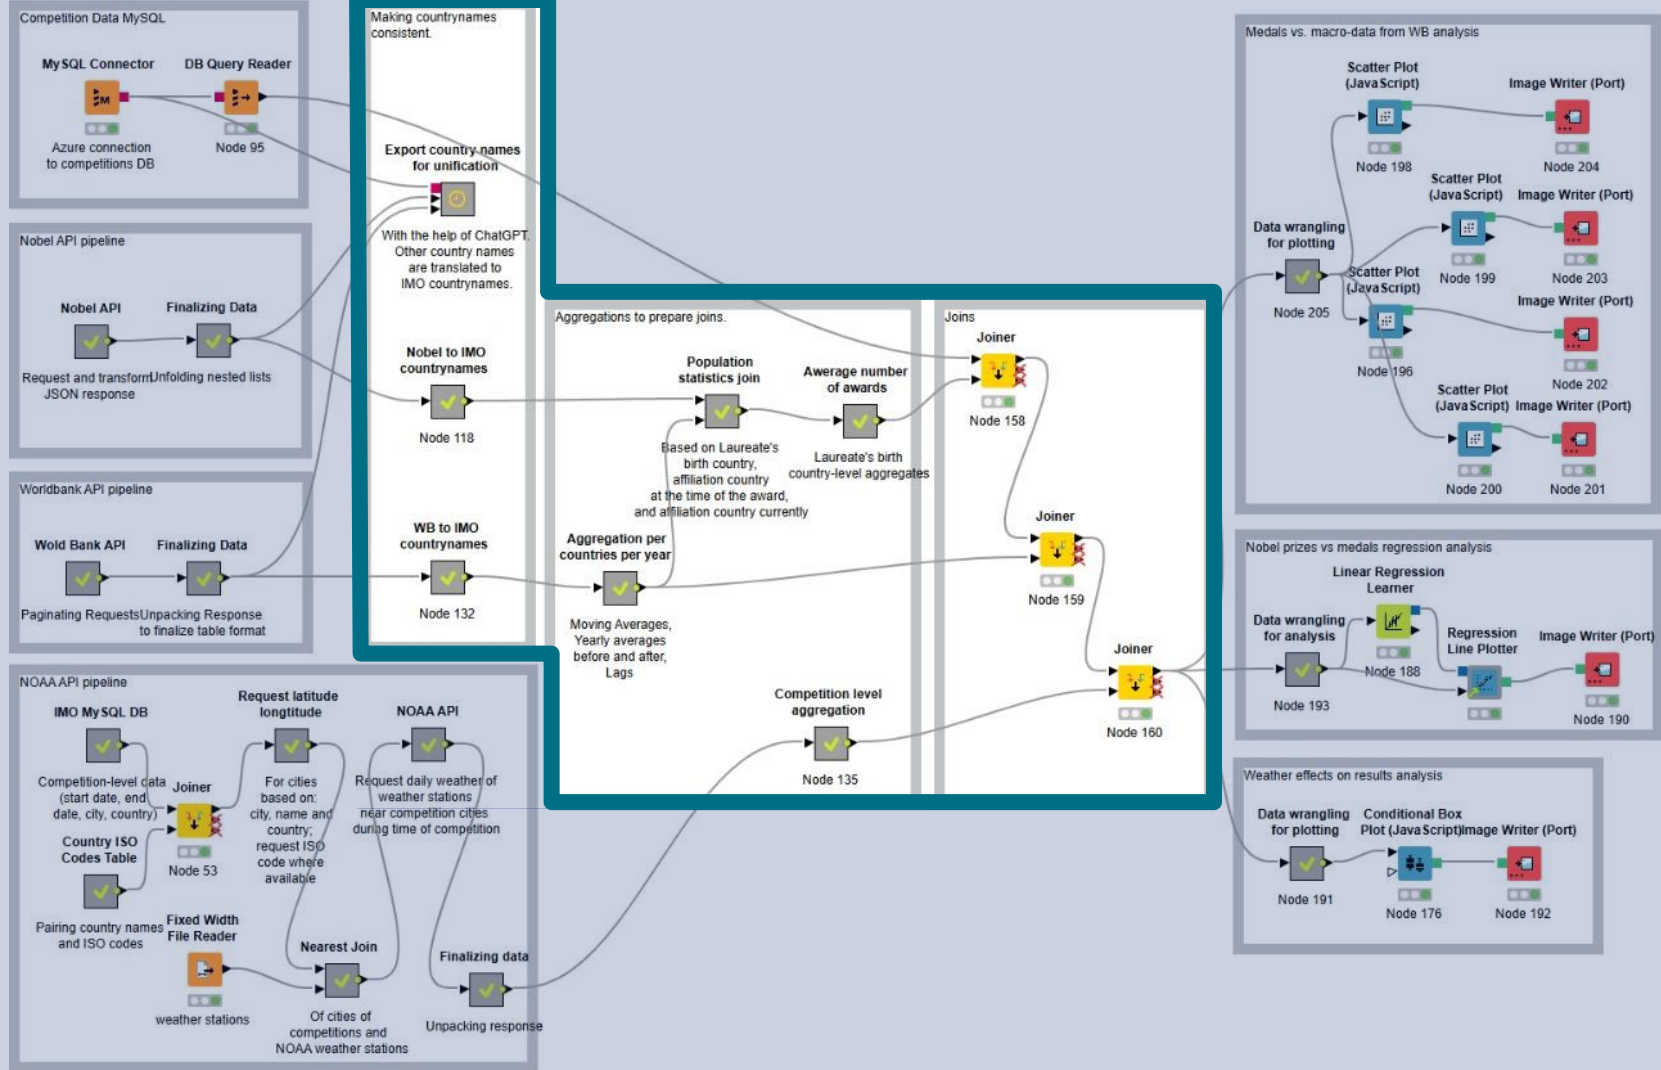 Competition Data MySQL
MySQL Connector
DB Query Reader
Azure connection
to competitions DB
Node 95
Nobel API pipeline
Nobel API
Finalizing Data
Request and transform
JSON response
Unfolding nested lists
Worldbank API pipeline
Wold Bank API
Finalizing Data
Paginating Requests
Unpacking Response
to finalize table format
NOAA API pipeline
IMO MySQL DB
Competition-level data
(start date, end
date, city, country)
Country ISO
Codes Table
Pairing country names
and ISO codes
Joiner
Node 53
Request latitude
longtitude
For cities
based on:
city, name and
country;
request ISO
code where
available
Fixed Width
File Reader
weather stations
Nearest Join
Of cities of
competitions and
NOAA weather stations
NOAA API
Request daily weather of
weather stations
near competition cities
during time of competition
Finalizing data
Unpacking response
Making countrynames
consistent.
Export country names
for unification
With the help of ChatGPT.
Other country names
are translated to
IMO countrynames.
Nobel to IMO
countrynames
Node 118
WB to IMO
countrynames
Node 132
Aggregations to prepare joins.
Population
statistics join
Based on Laureate's
birth country,
affiliation country
at the time of the award,
and affiliation country currently
Awerage number
of awards
Laureate's birth
country-level aggregates
Aggregation per
countries per year
Moving Averages,
Yearly averages
before and after,
Lags
Competition level
aggregation
Node 135
Joins
Joiner
Node 158
Joiner
Node 159
Joiner
Node 160
Medals vs. macro-data from WB analysis
Data wrangling
for plotting
Node 205
Scatter Plot
(JavaScript)
Node 198
Image Writer (Port)
Node 204
Scatter Plot
(JavaScript)
Node 199
Image Writer (Port)
Node 203
Scatter Plot
(JavaScript)
Node 196
Image Writer (Port)
Node 202
Scatter Plot
(JavaScript)
Node 200
Image Writer (Port)
Node 201
Nobel prizes vs medals regression analysis
Data wrangling
for analysis
Node 193
Linear Regression
Learner
Node 188
Regression
Line Plotter
Image Writer (Port)
Node 190
Weather effects on results analysis
Data wrangling
for plotting
Node 191
Conditional Box
Plot (JavaScript)
Node 176
Image Writer (Port)
Node 192